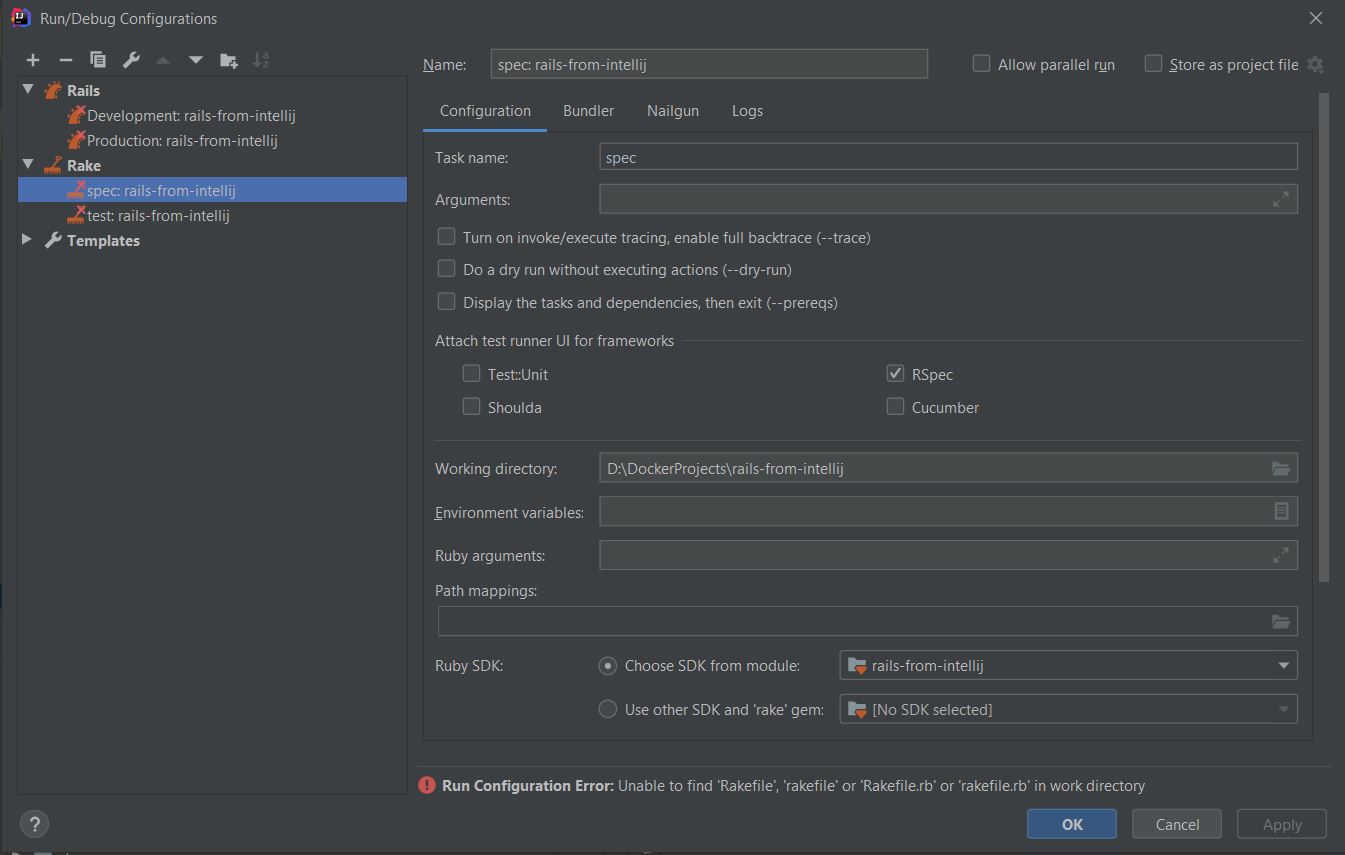 Run/Debug Configurations
Rails
Development: rails-from-intellij
Production: rails-from-intellij
Rake
spec: rails-from-intellij
test: rails-from-intellij
Templates
Name: spec: rails-from-intellij Allow parallel run Store as project file
Configuration Bundler Nailgun Logs
Task name: spec
Arguments:
Turn on invoke/execute tracing, enable full backtrace (--trace)
Do a dry run without executing actions (--dry-run)
Display the tasks and dependencies, then exit (--prereqs)
Attach test runner UI for frameworks
Test::Unit RSpec
Shoulda Cucumber
Working directory: D:\DockerProjects\rails-from-intellij
Environment variables:
Ruby arguments:
Path mappings:
Ruby SDK: Choose SDK from module: rails-from-intellij
Use other SDK and 'rake' gem: [No SDK selected]
Run Configuration Error: Unable to find 'Rakefile', 'rakefile' or 'Rakefile.rb' or 'rakefile.rb' in work directory
? OK Cancel Apply